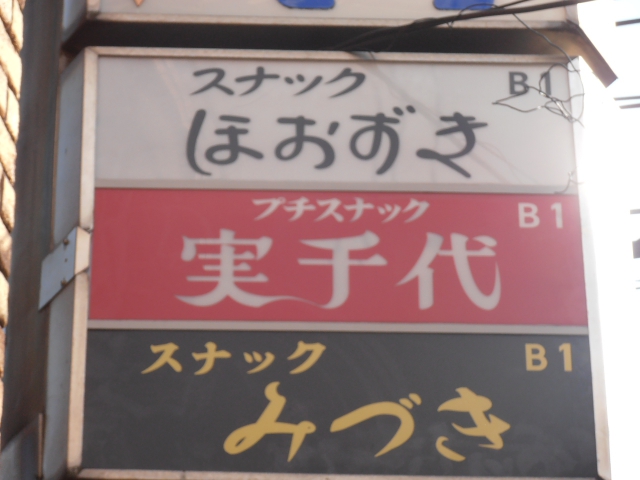 スナック B1
ほおずき
プチスナック B1
実千代
スナック B1
みづき